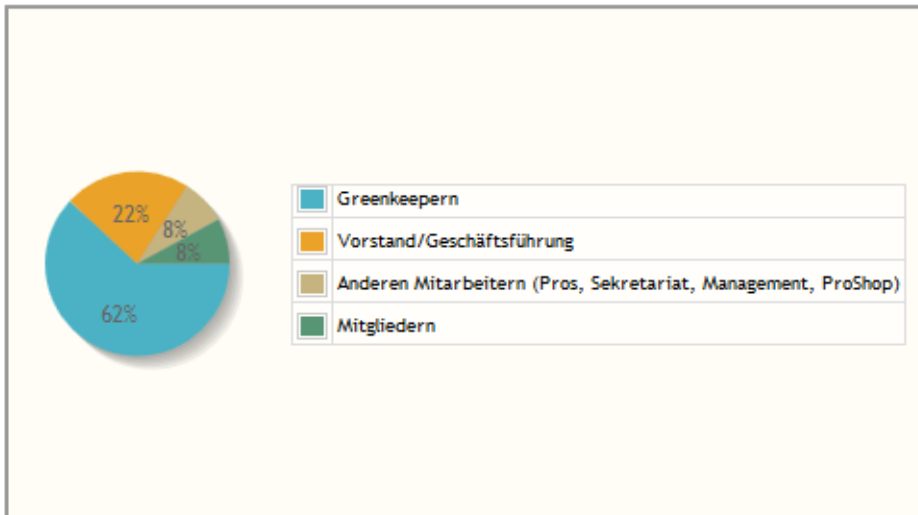 22%
8%
8%
62%
Greenkeepern
Vorstand/Geschäftsführung
Anderen Mitarbeitern (Pros, Sekretariat, Management, ProShop)
Mitgliedern